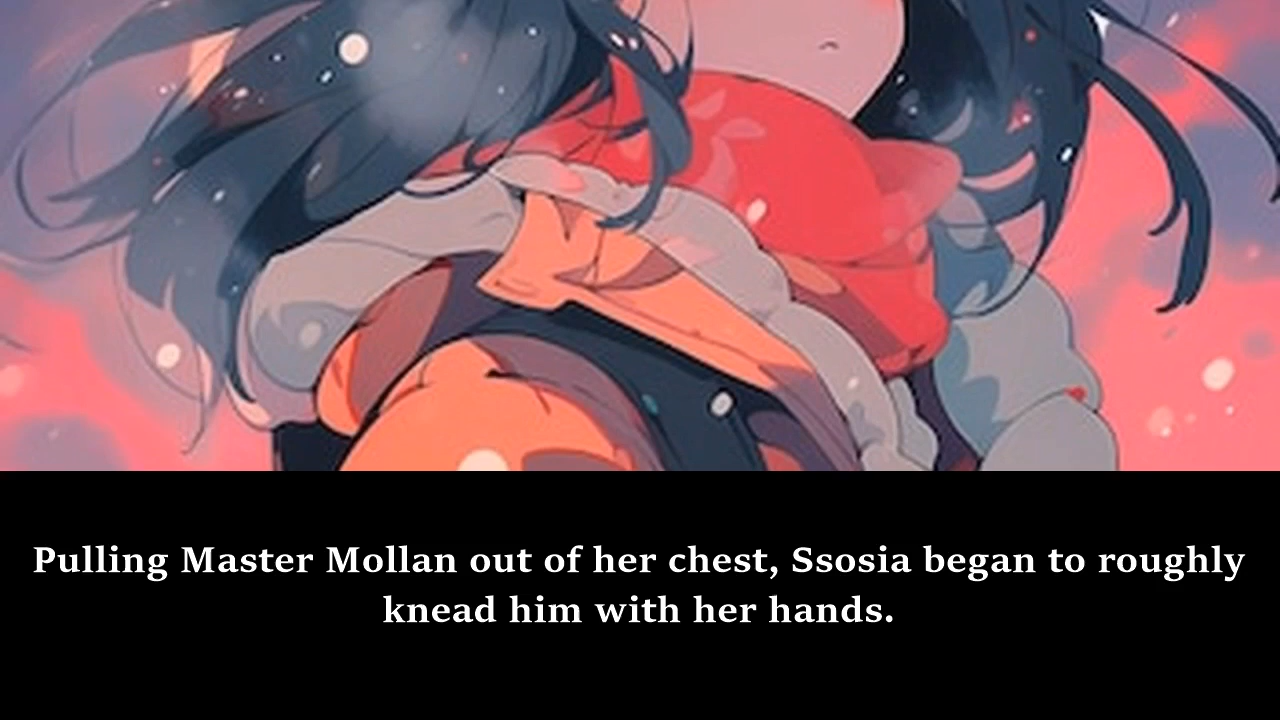 Pulling Master Mollan out of her chest, Ssosia began to roughly
knead him with her hands.